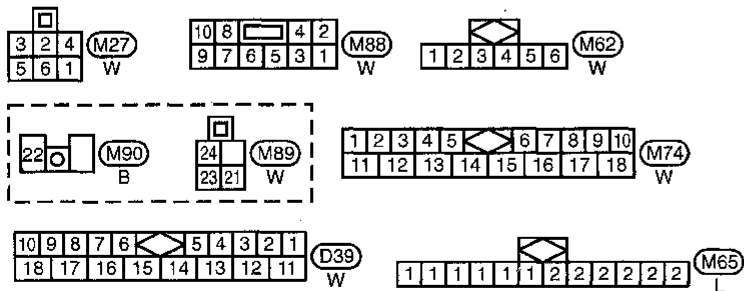 3 2 4
5 6 1
M27
W
10 8 4 2
9 7 6 5 3 1
M88
W
1 2 3 4 5 6
M62
W
22
M90
B
24
23 21
M89
W
1 2 3 4 5 6 7 8 9 10
11 12 13 14 15 16 17 18
M74
W
10 9 8 7 6 5 4 3 2 1
18 17 16 15 14 13 12 11
D39
W
1 1 1 1 1 1 2 2 2 2 2 2
M65
L